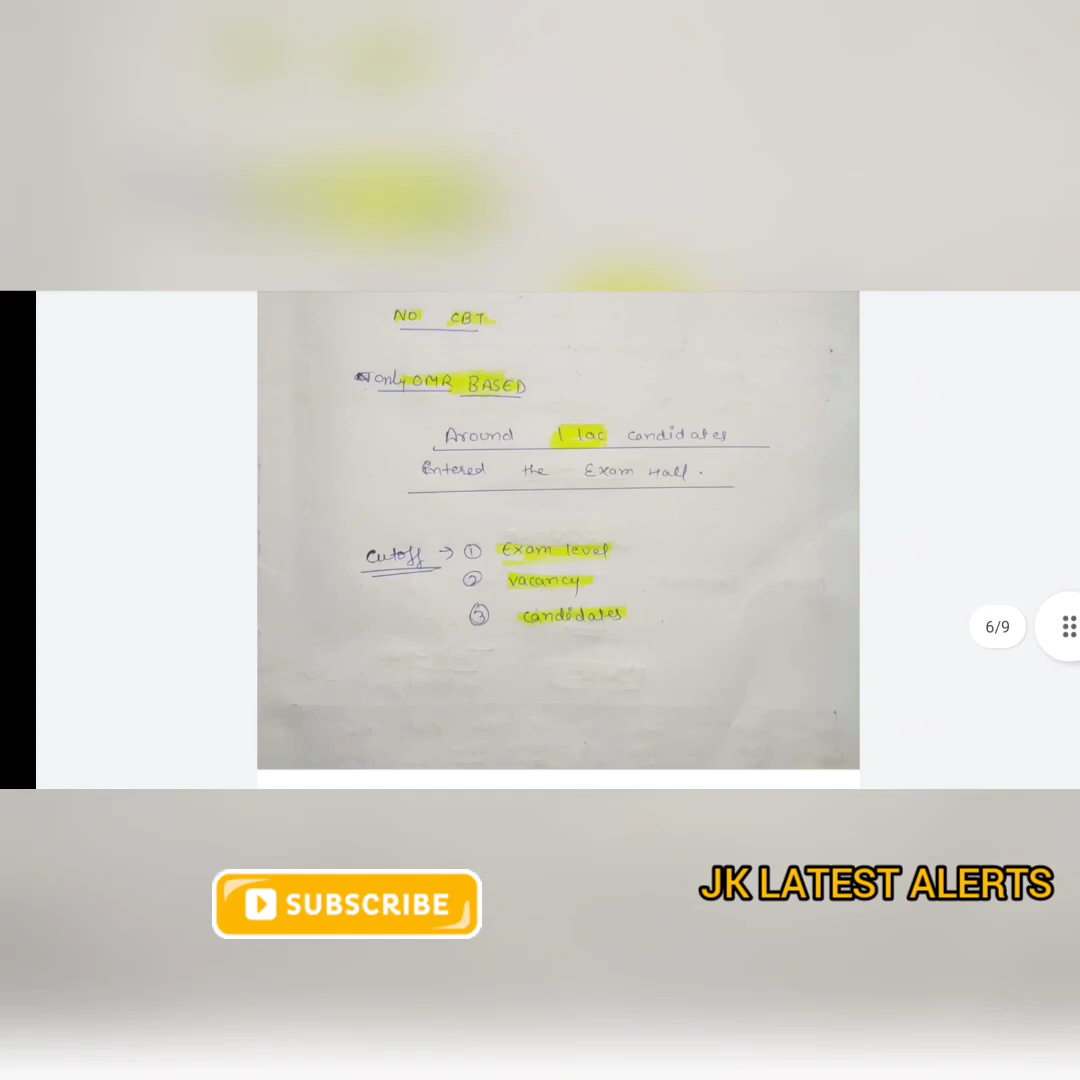 NO CBT
only OMR BASED
Around 1 lac candidates
Entered the Exam Hall.
Cutoff → ① Exam level
② vacancy
③ candidates
6/9
SUBSCRIBE
JK LATEST ALERTS